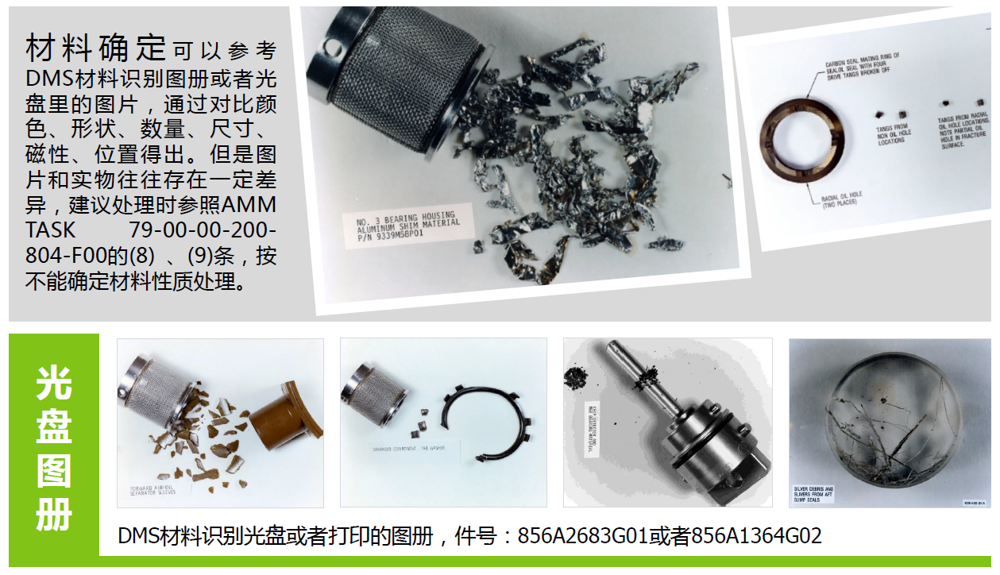 材料确定可以参考
DMS材料识别图册或者光
盘里的图片，通过对比颜
色、形状、数量、尺寸、
磁性、位置得出。但是图
片和实物往往存在一定差
异，建议处理时参照AMM
TASK 79-00-00-200-
804-F00的(8) 、(9)条，按
不能确定材料性质处理。
NO. 3 BEARING HOUSING
ALUMINUM SHIM MATERIAL
P/N 9339M58P01
CARBON SEAL MATING RING OF
SEALOL SEAL WITH FOUR
DRIVE TANGS BROKEN OFF
TANGS FROM
NON OIL HOLE
LOCATIONS
TANGS FROM RADIAL
OIL HOLE LOCATIONS.
NOTE PARTIAL OIL
HOLE IN FRACTURE
SURFACE.
RADIAL OIL HOLE
(TWO PLACES)
光
盘
图
册
FORWARD AIR/OIL
SEPARATOR SLEEVES
DAMAGED COMPONENT: TAB WASHER.
CHIP DETECTOR AND
M50 BEARING MATERIAL
SILVER DEBRIS AND
SLIVERS FROM AFT
SUMP SEALS
DMS材料识别光盘或者打印的图册，件号：856A2683G01或者856A1364G02